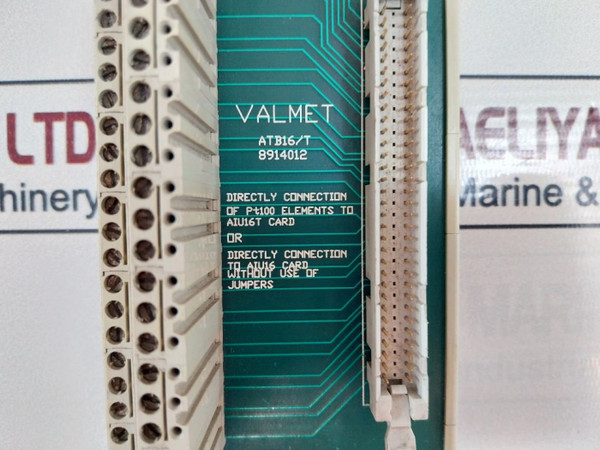 VALMET
ATB16/T
8914012
DIRECTLY CONNECTION
OF Pt100 ELEMENTS TO
AIU16T CARD
OR
DIRECTLY CONNECTION
TO AIU16 CARD
WITHOUT USE OF
JUMPERS
LTD
hinery
AELIYA
Marine &